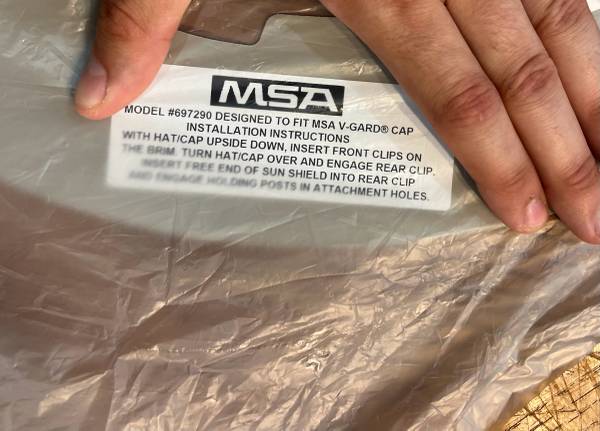 MSA
MODEL #697290 DESIGNED TO FIT MSA V-GARD® CAP
INSTALLATION INSTRUCTIONS
WITH HAT/CAP UPSIDE DOWN, INSERT FRONT CLIPS ON
THE BRIM. TURN HAT/CAP OVER AND ENGAGE REAR CLIP.
INSERT FREE END OF SUN SHIELD INTO REAR CLIP
AND ENGAGE HOLDING POSTS IN ATTACHMENT HOLES.